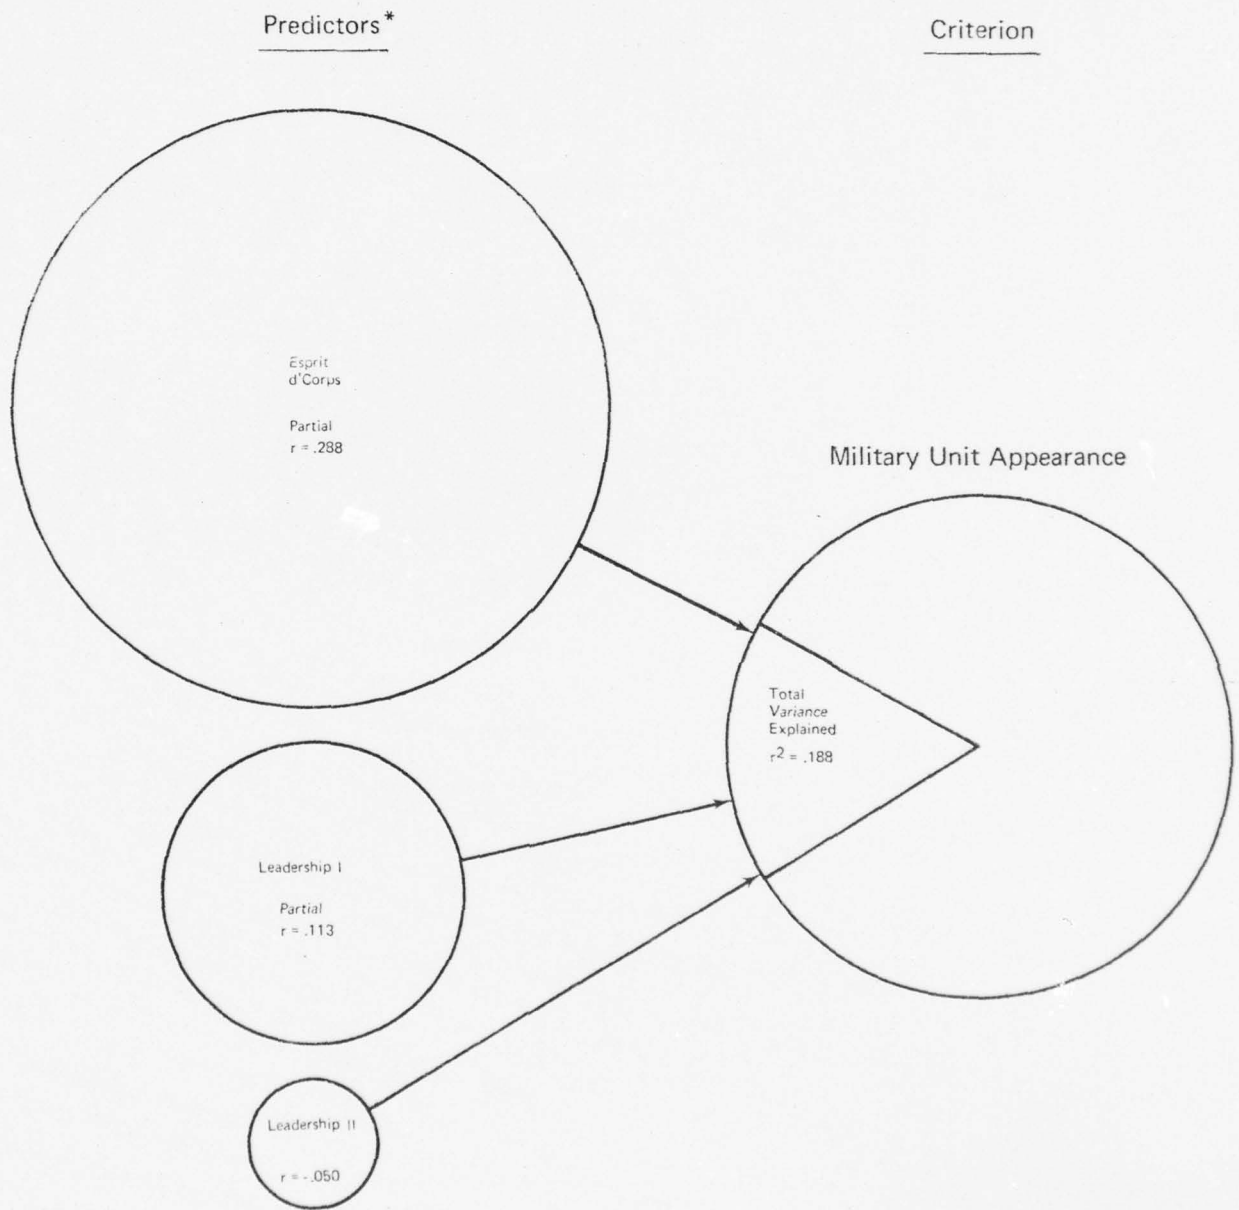 Predictors*
Criterion
Esprit
d'Corps
Partial
r = .288
Military Unit Appearance
Total
Variance
Explained
r² = .188
Leadership I
Partial
r = .113
Leadership II
r = -.050